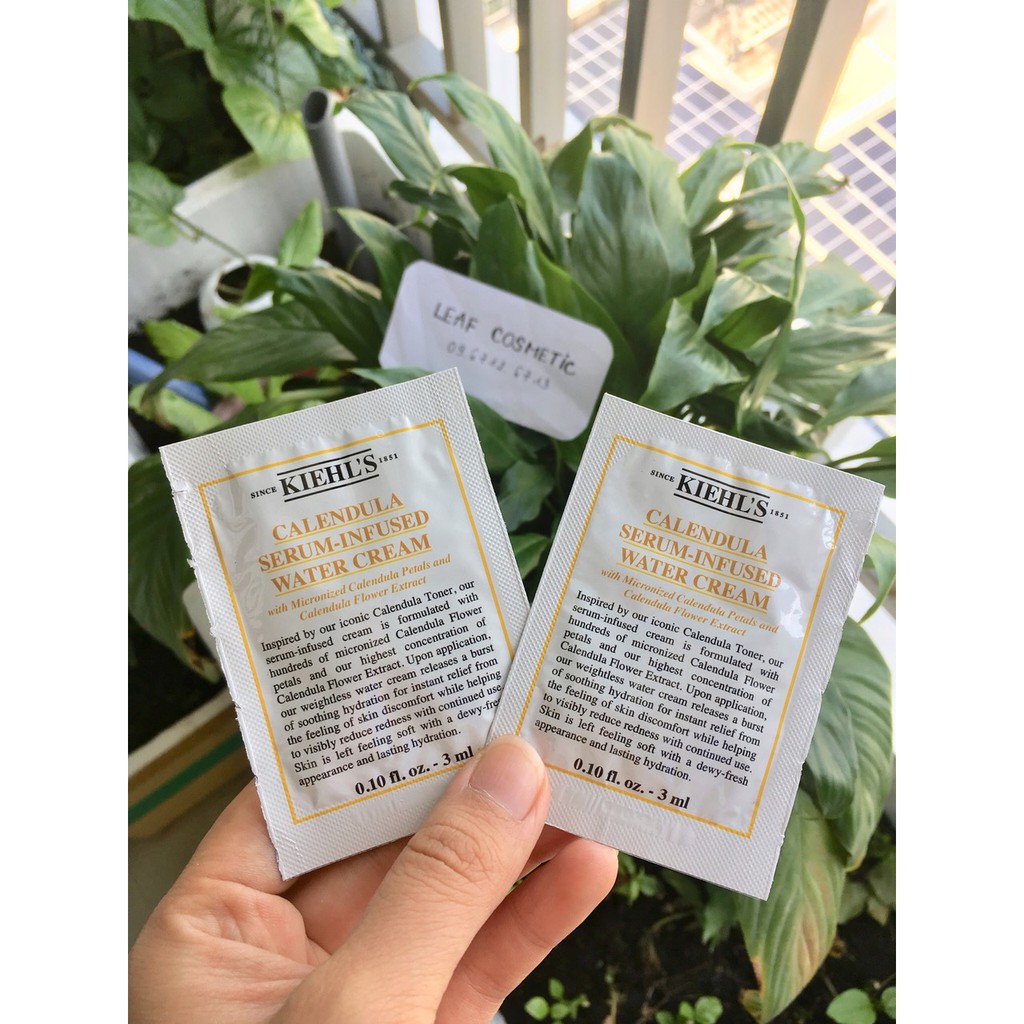 LEAF COSMETIC
SINCE KIEHL'S 1851
CALENDULA
SERUM-INFUSED
WATER CREAM
with Micronized Calendula Petals and
Calendula Flower Extract
Inspired by our iconic Calendula Toner, our
serum-infused cream is formulated with
hundreds of micronized Calendula Flower
petals and our highest concentration of
Calendula Flower Extract. Upon application,
our weightless water cream releases a burst
of soothing hydration for instant relief from
the feeling of skin discomfort while helping
to visibly reduce redness with continued use.
Skin is left feeling soft with a dewy-fresh
appearance and lasting hydration.
0.10 fl. oz. - 3 ml
SINCE KIEHL'S 1851
CALENDULA
SERUM-INFUSED
WATER CREAM
with Micronized Calendula Petals and
Calendula Flower Extract
Inspired by our iconic Calendula Toner, our
serum-infused cream is formulated with
hundreds of micronized Calendula Flower
petals and our highest concentration of
Calendula Flower Extract. Upon application,
our weightless water cream releases a burst
of soothing hydration for instant relief from
the feeling of skin discomfort while helping
to visibly reduce redness with continued use.
Skin is left feeling soft with a dewy-fresh
appearance and lasting hydration.
0.10 fl. oz. - 3 ml